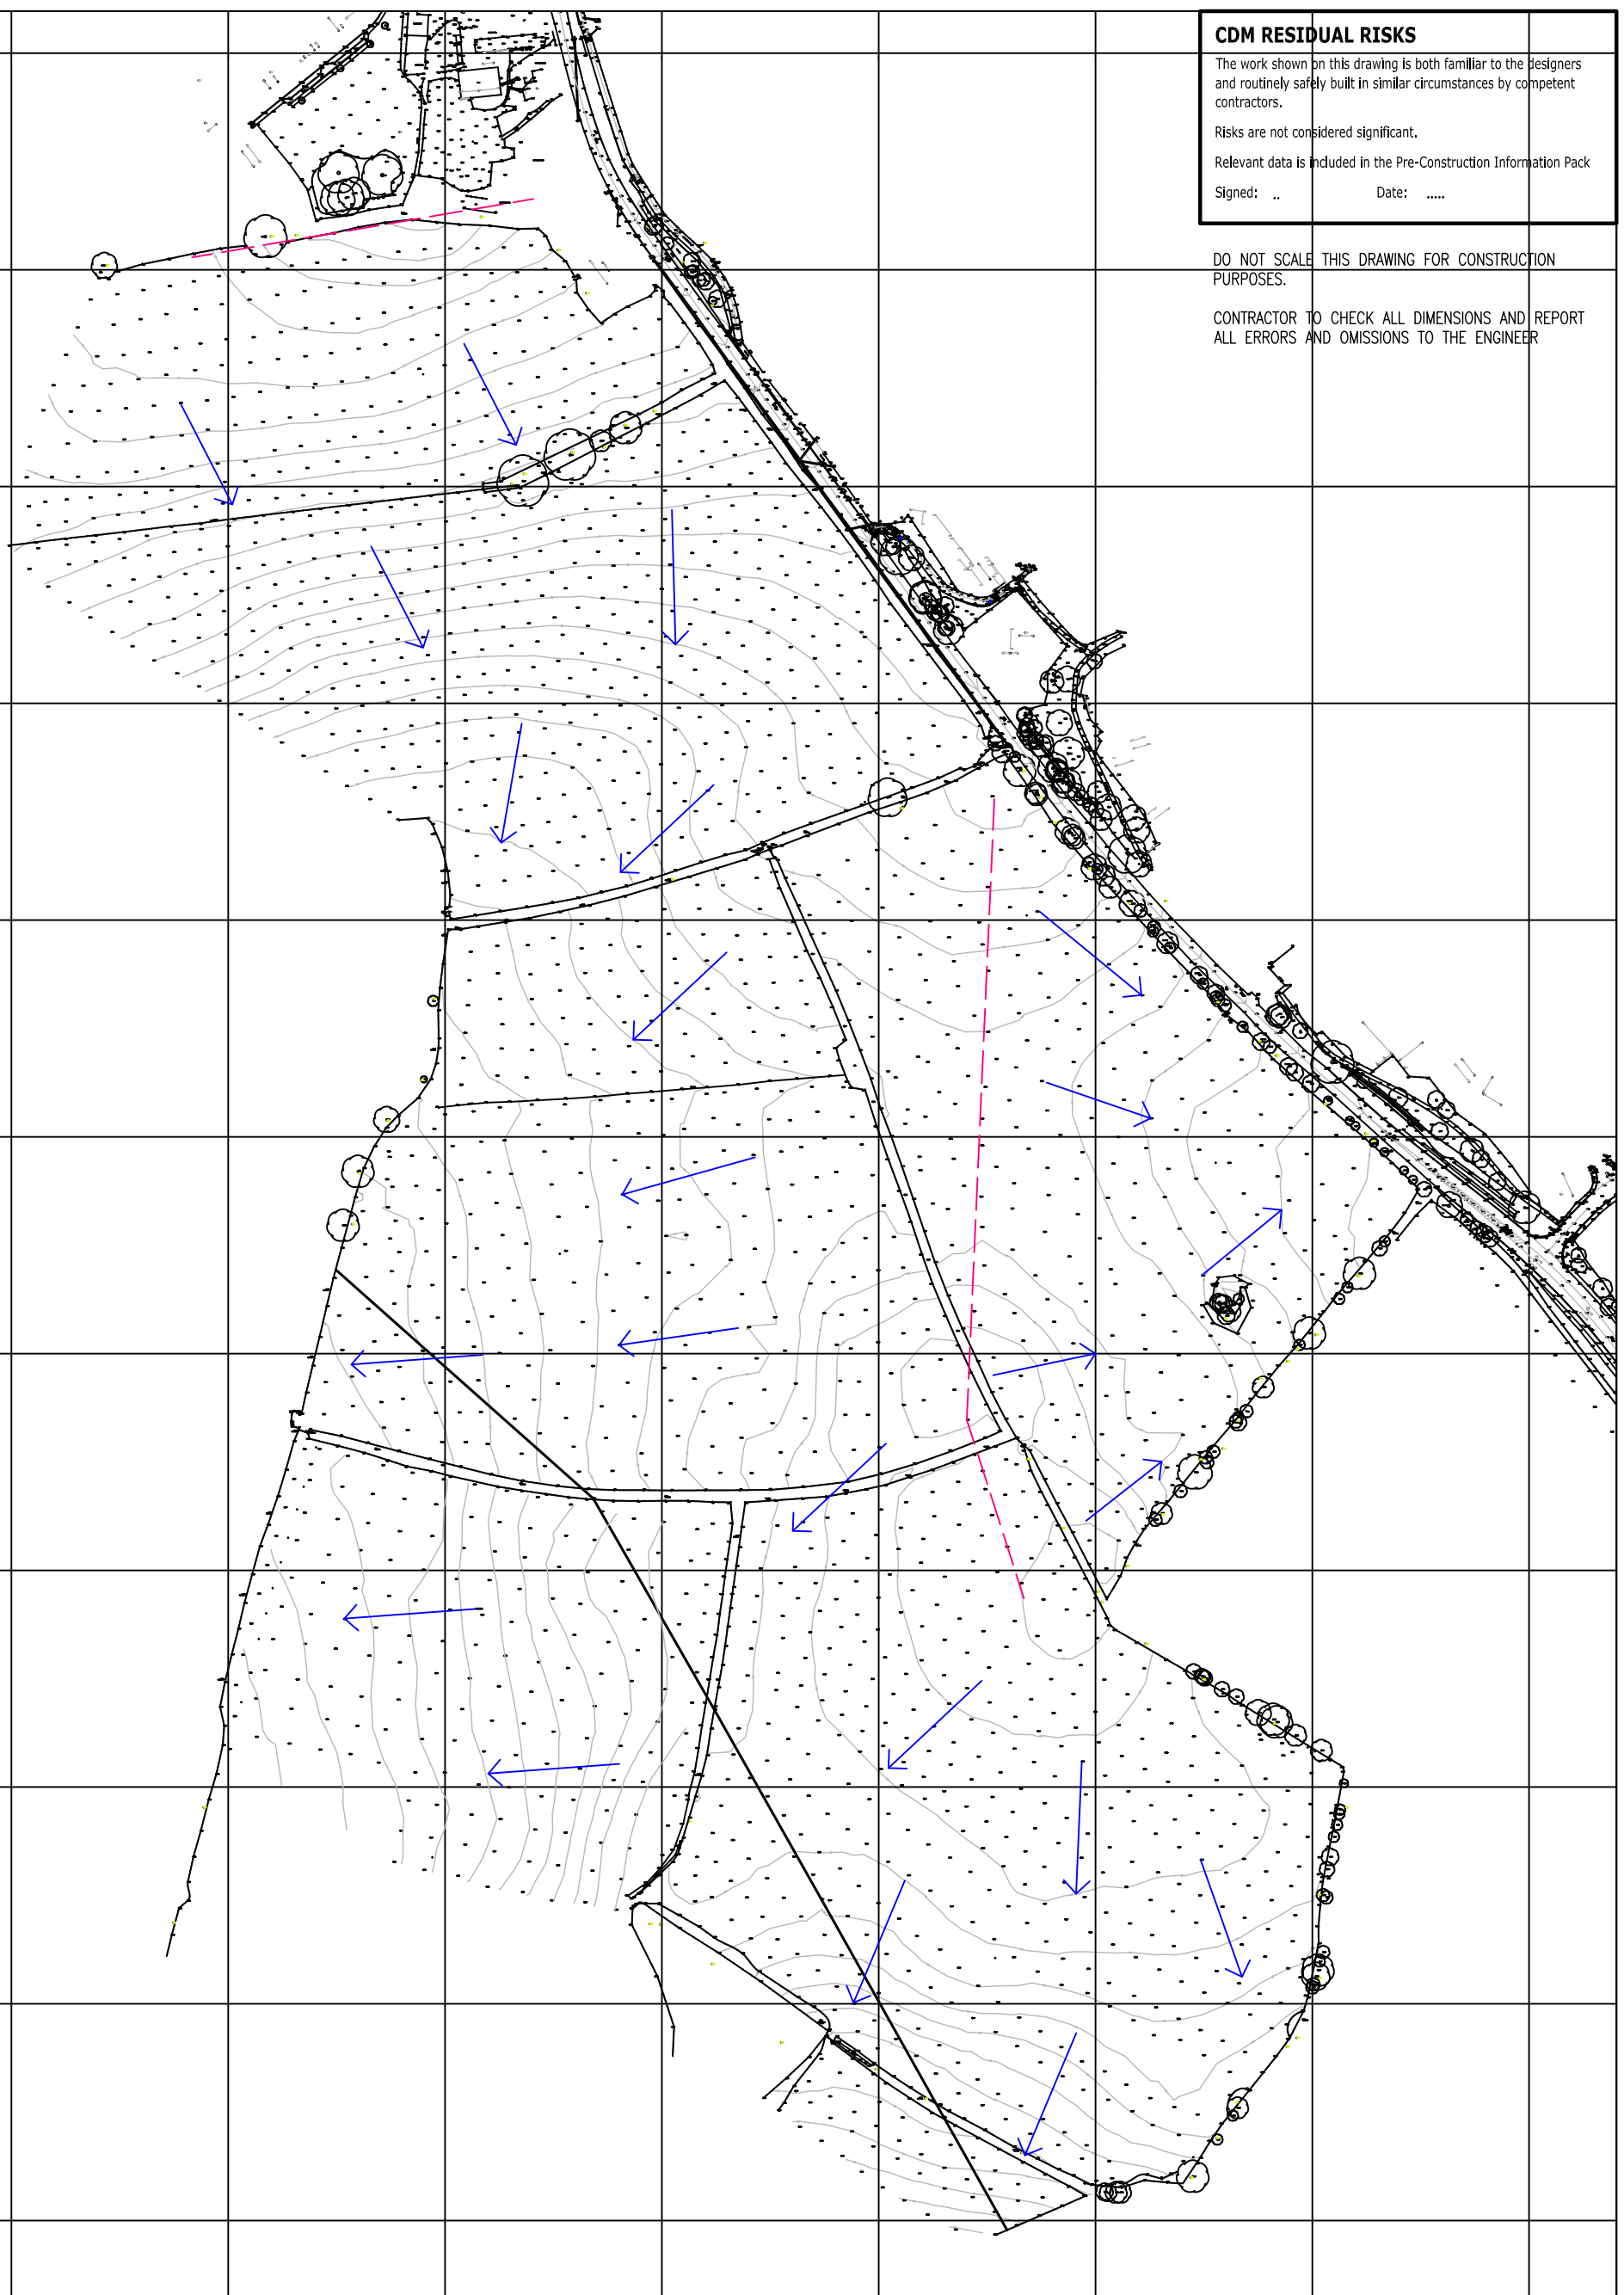 CDM RESIDUAL RISKS
The work shown on this drawing is both familiar to the designers
and routinely safely built in similar circumstances by competent
contractors.
Risks are not considered significant.
Relevant data is included in the Pre-Construction Information Pack
Signed: .. Date: .....
DO NOT SCALE THIS DRAWING FOR CONSTRUCTION
PURPOSES.
CONTRACTOR TO CHECK ALL DIMENSIONS AND REPORT
ALL ERRORS AND OMISSIONS TO THE ENGINEER